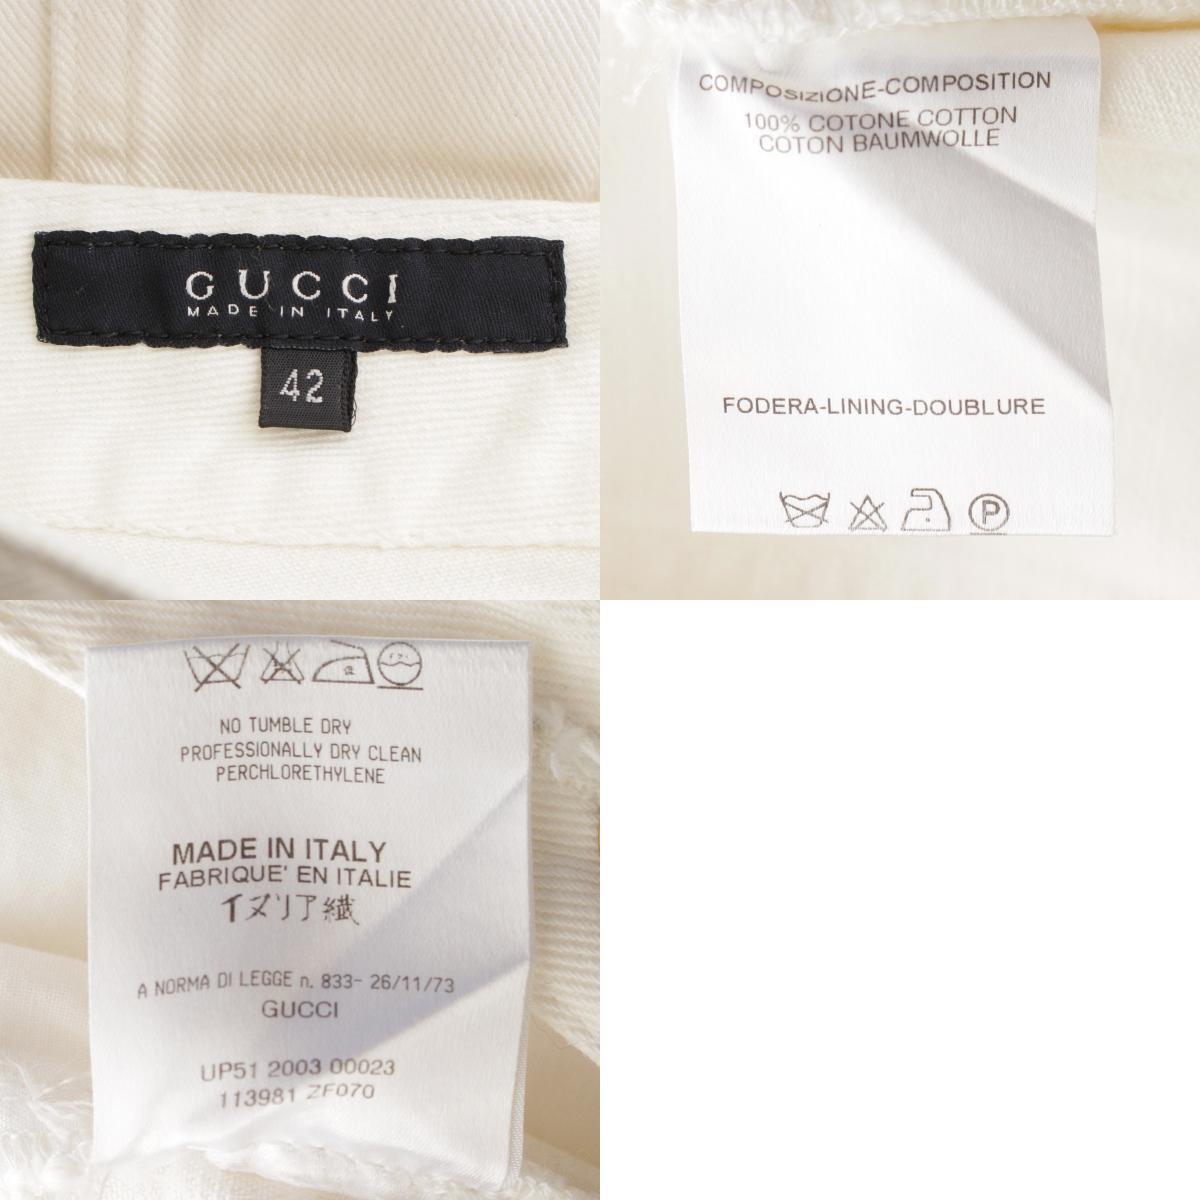 GUCCI
MADE IN ITALY
42
COMPOSIZIONE-COMPOSITION
100% COTONE COTTON
COTON BAUMWOLLE
FODERA-LINING-DOUBLURE
P
NO TUMBLE DRY
PROFESSIONALLY DRY CLEAN
PERCHLORETHYLENE
MADE IN ITALY
FABRIQUE' EN ITALIE
イヌリア織
A NORMA DI LEGGE n. 833- 26/11/73
GUCCI
UP51 2003 00023
113981 ZF070